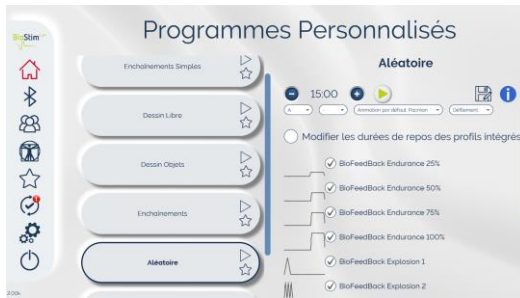 Programmes Personnalisés
BioStim
Enchaînements Simples
Dessin Libre
Dessin Objets
Enchaînements
Aléatoire
Aléatoire
15:00
A
-
Animation par défaut: Pacman
Défilement
Modifier les durées de repos des profils intégrés
BioFeedBack Endurance 25%
BioFeedBack Endurance 50%
BioFeedBack Endurance 75%
BioFeedBack Endurance 100%
BioFeedBack Explosion 1
BioFeedBack Explosion 2